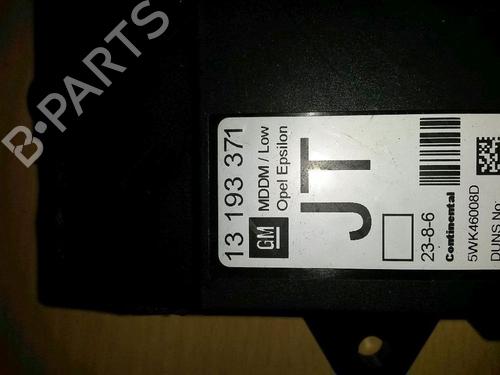 B-PARTS
13 193 371
GM
MDDM / Low
Opel Epsilon
JT
23-8-6
Continental
5WK46008D
DUNS No: